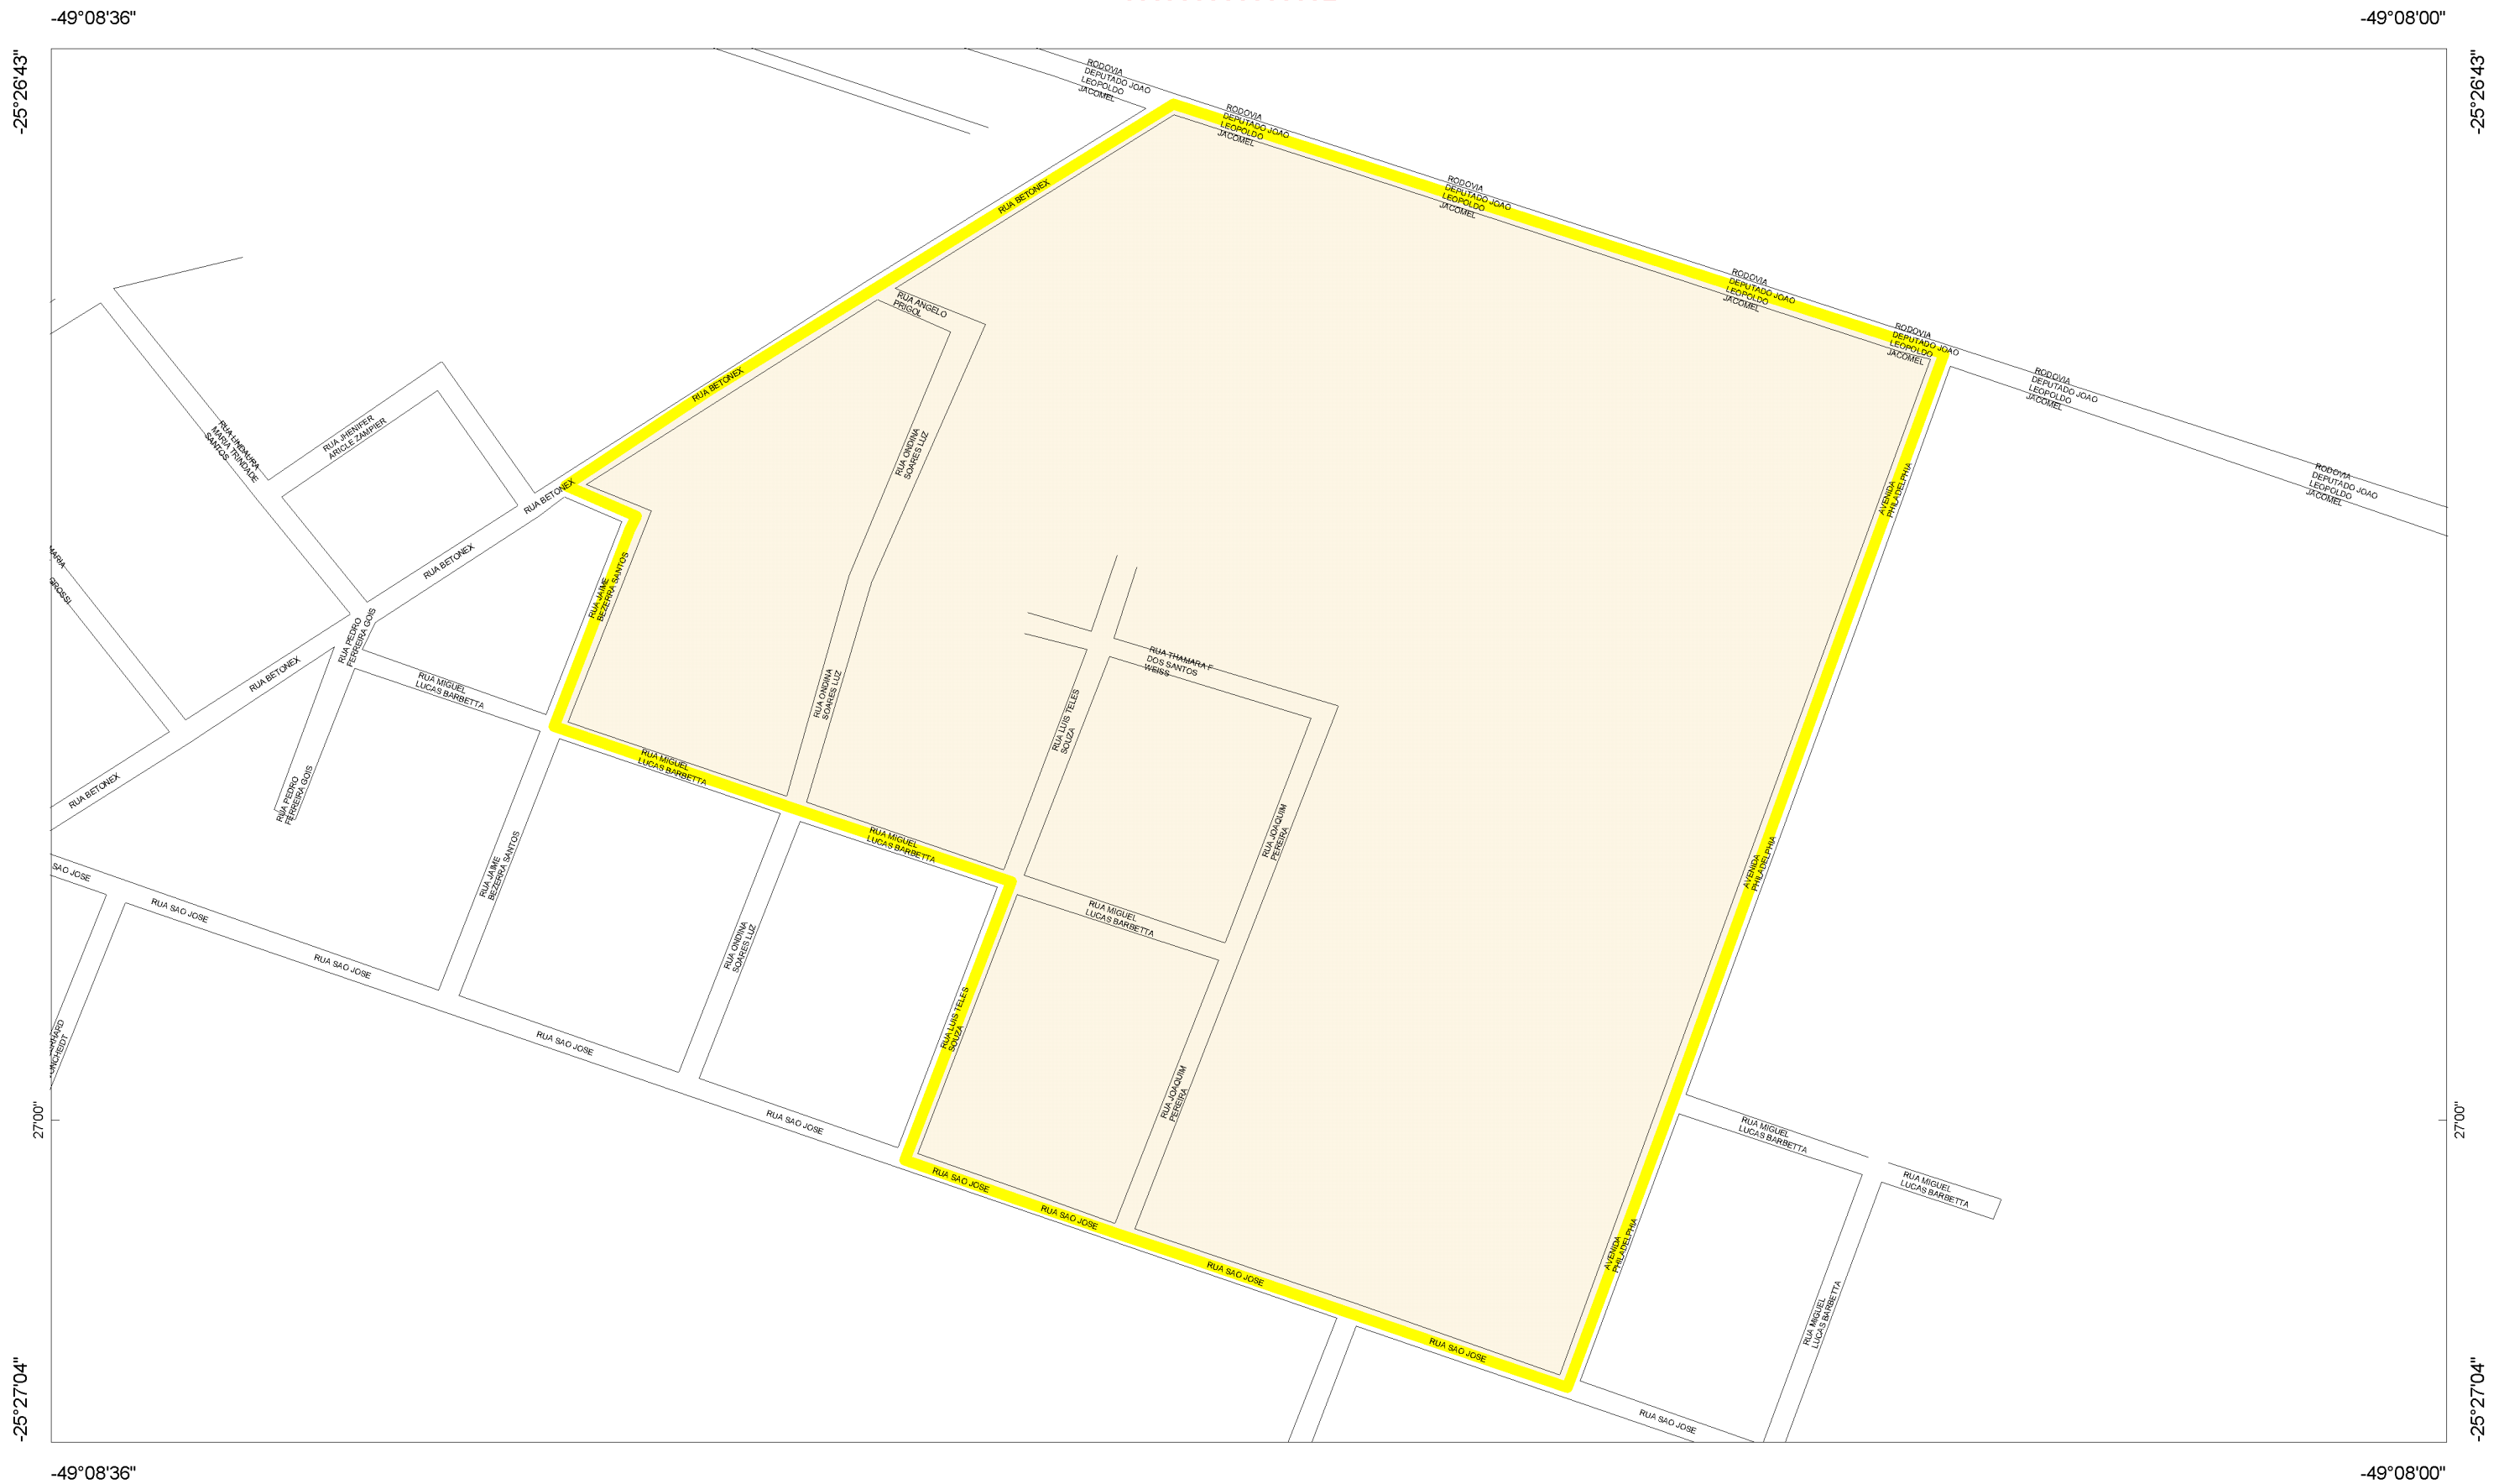 -49°08'36"
-49°08'00"
-25°26'43"
-25°26'43"
RODOVIA
DEPUTADO JOAO
LEOPOLDO
JACOMEL
RODOVIA
DEPUTADO JOAO
LEOPOLDO
JACOMEL
RODOVIA
DEPUTADO JOAO
LEOPOLDO
JACOMEL
RODOVIA
DEPUTADO JOAO
LEOPOLDO
JACOMEL
RODOVIA
DEPUTADO JOAO
LEOPOLDO
JACOMEL
RODOVIA
DEPUTADO JOAO
LEOPOLDO
JACOMEL
RODOVIA
DEPUTADO JOAO
LEOPOLDO
JACOMEL
RUA BETONEX
RUA ANGELO
PRIGOL
RUA BETONEX
RUA JHENIFER
ARICLE ZAMPIER
RUA LINDAURA
MARIA TRINDADE
SANTOS
RUA ONDINA
SOARES LUZ
AVENIDA
PHILADELPHIA
RUA BETONEX
RUA BETONEX
MARIA
GIROSSI
RUA JAIME
BEZERRA SANTOS
RUA PEDRO
FERREIRA GOIS
RUA BETONEX
RUA MIGUEL
LUCAS BARBETTA
RUA THAMARA F
DOS SANTOS
WEISS
RUA ONDINA
SOARES LUZ
RUA LUIS TELES
SOUZA
RUA MIGUEL
LUCAS BARBETTA
RUA BETONEX
RUA PEDRO
FERREIRA GOIS
RUA MIGUEL
LUCAS BARBETTA
RUA JOAQUIM
PEREIRA
AVENIDA
PHILADELPHIA
SAO JOSE
RUA JAIME
BEZERRA SANTOS
RUA SAO JOSE
RUA MIGUEL
LUCAS BARBETTA
RUA ONDINA
SOARES LUZ
RUA SAO JOSE
RUA LUIS TELES
SOUZA
RUA SAO JOSE
RUA JOAQUIM
PEREIRA
RUA SAO JOSE
27'00"
27'00"
RUA MIGUEL
LUCAS BARBETTA
RUA MIGUEL
LUCAS BARBETTA
RUA SAO JOSE
RUA SAO JOSE
AVENIDA
PHILADELPHIA
RUA SAO JOSE
RUA MIGUEL
LUCAS BARBETTA
RUA SAO JOSE
RUA SAO JOSE
-25°27'04"
-25°27'04"
-49°08'36"
-49°08'00"